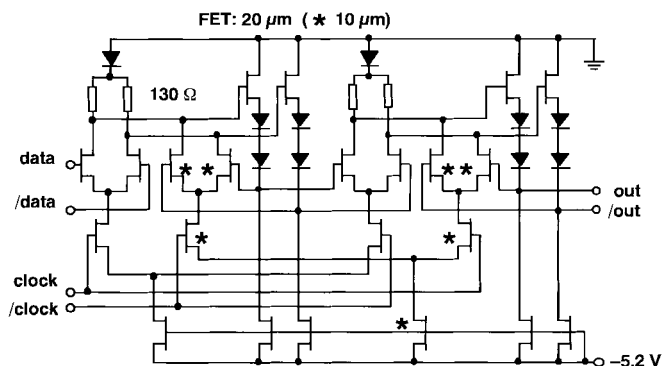 FET: 20 μm ( * 10 μm)
130 Ω
data
/data
* *
* *
out
/out
*
*
clock
/clock
*
–5.2 V